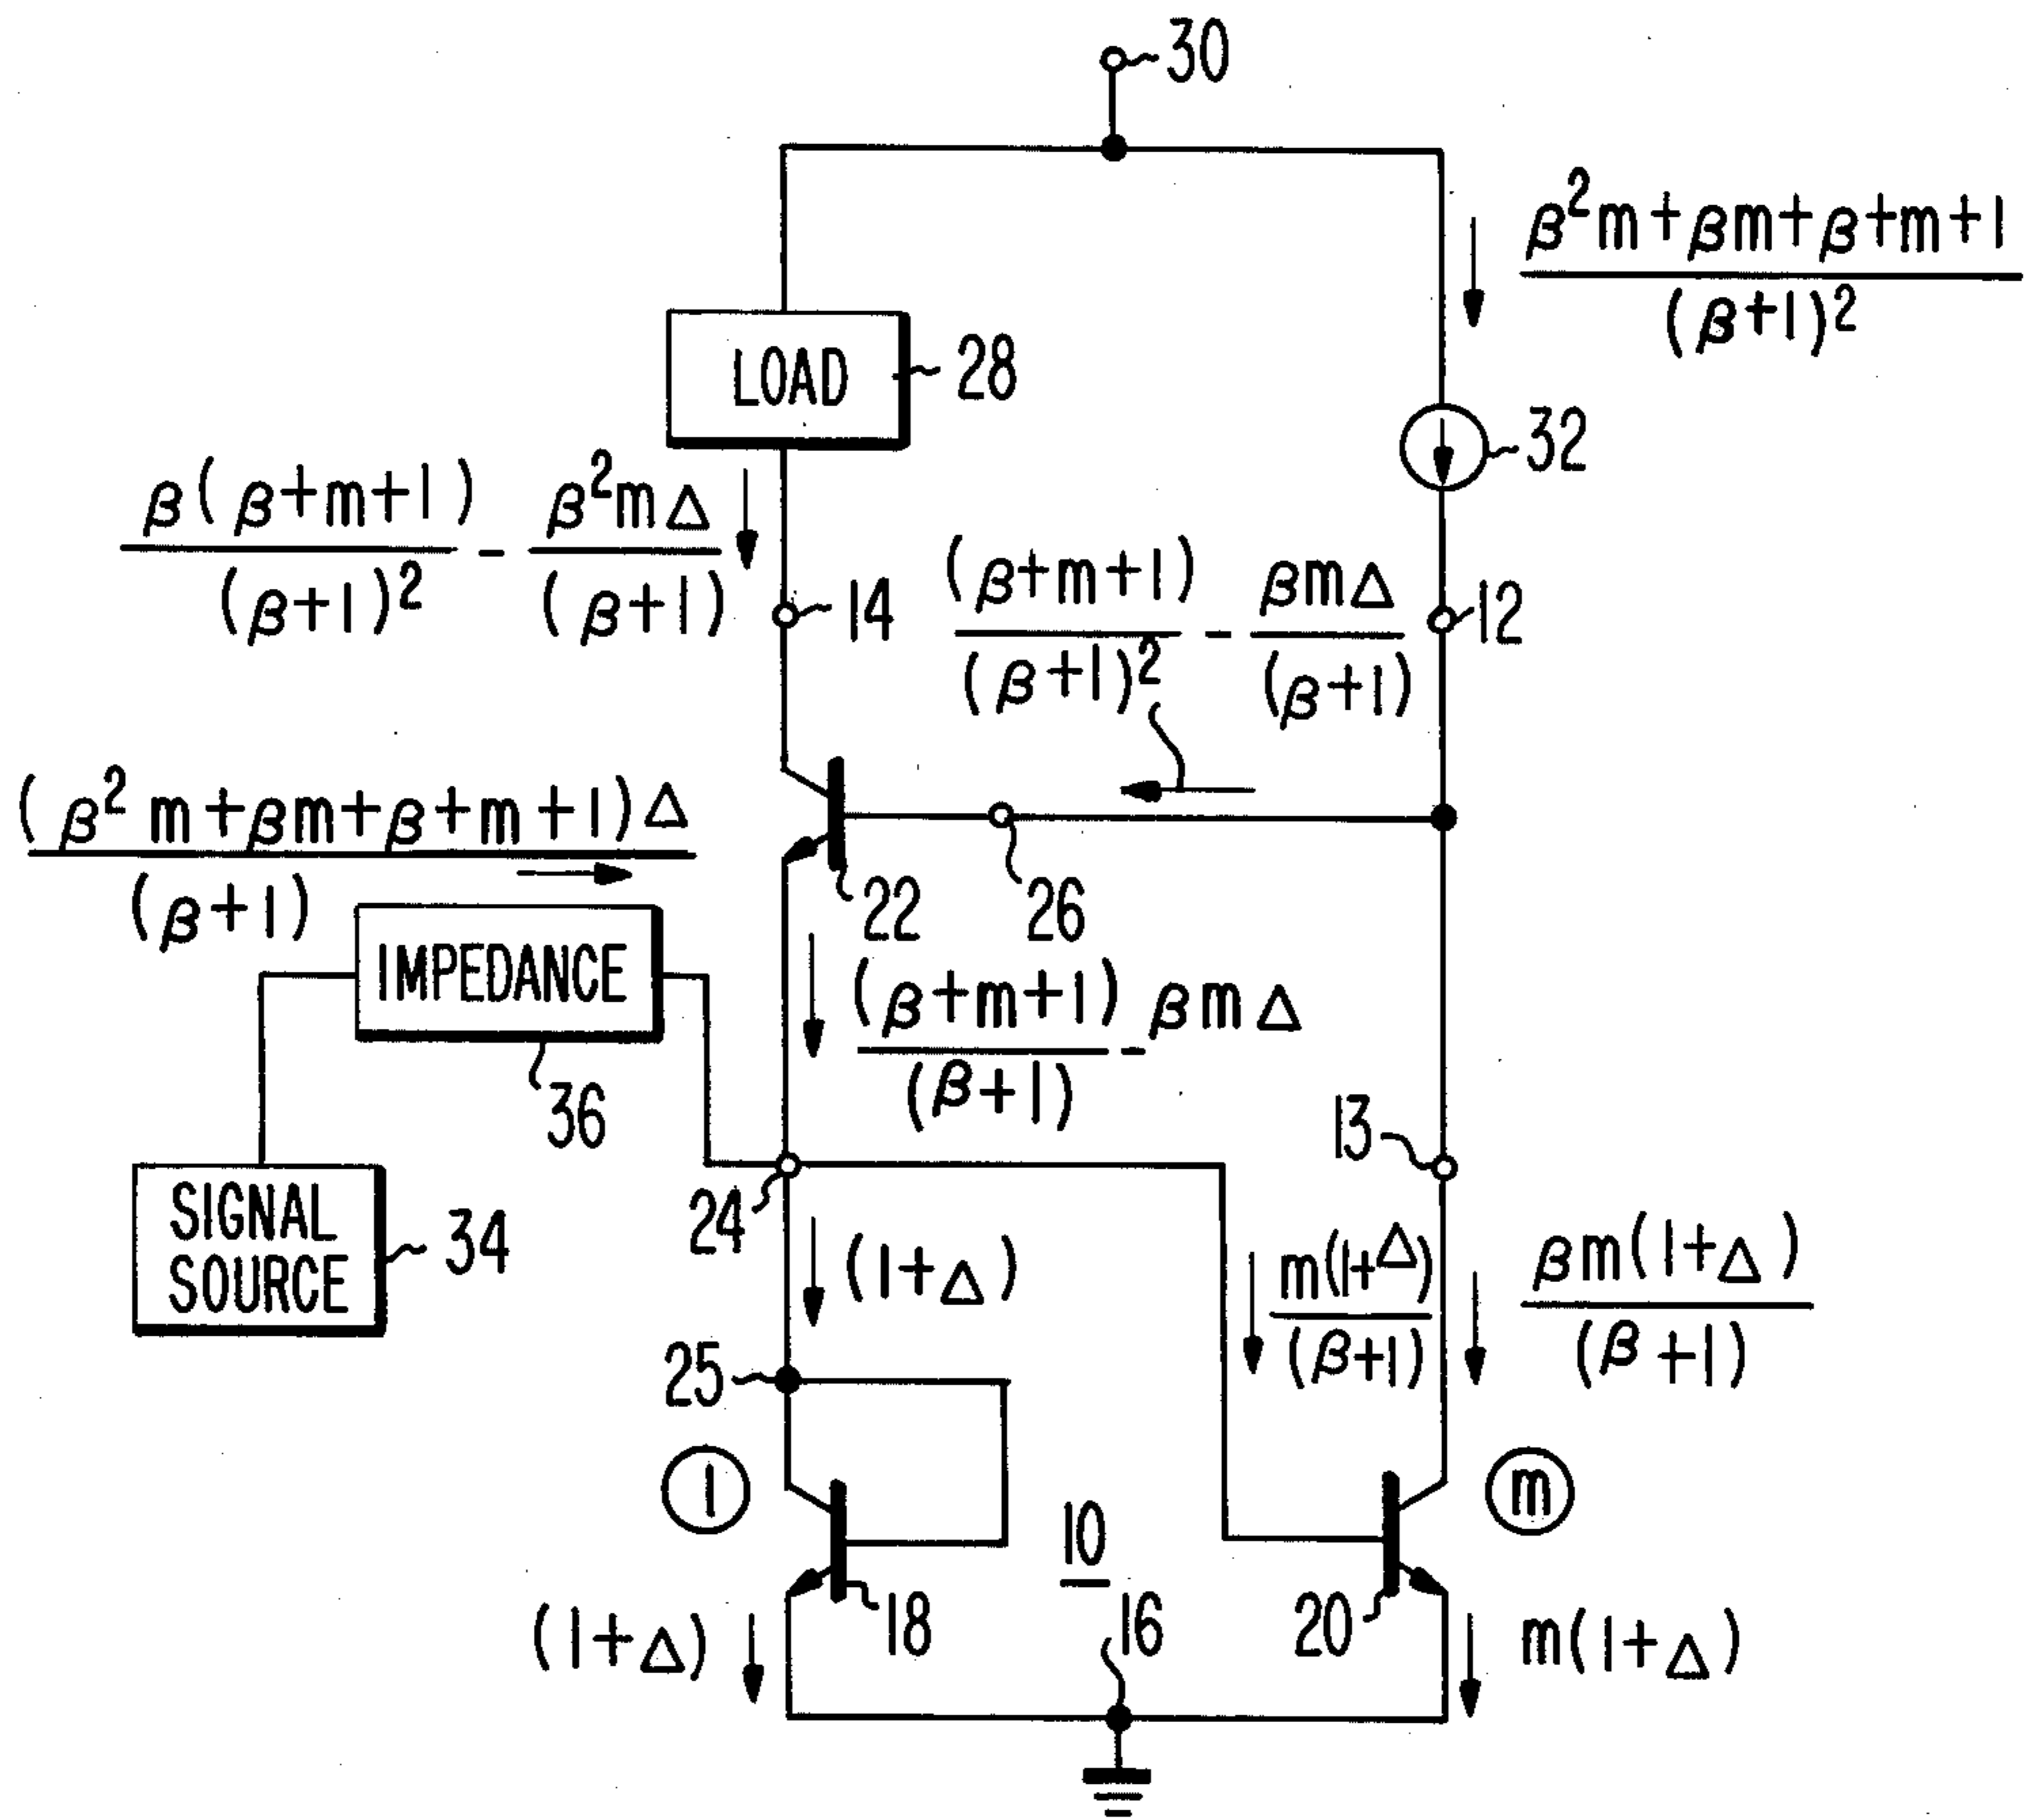 30
β²m+βm+β+m+1
(β+1)²
LOAD
28
32
β(β+m+1) - β²mΔ
(β+1)² (β+1)
14
(β+m+1) - βmΔ
(β+1)² (β+1)
12
(β²m+βm+β+m+1)Δ
(β+1)
22
26
IMPEDANCE
36
(β+m+1) - βmΔ
(β+1)
13
SIGNAL
SOURCE
34
24
(1+Δ)
m(1+Δ)
(β+1)
βm(1+Δ)
(β+1)
25
1
m
10
18
16
20
(1+Δ)
m(1+Δ)